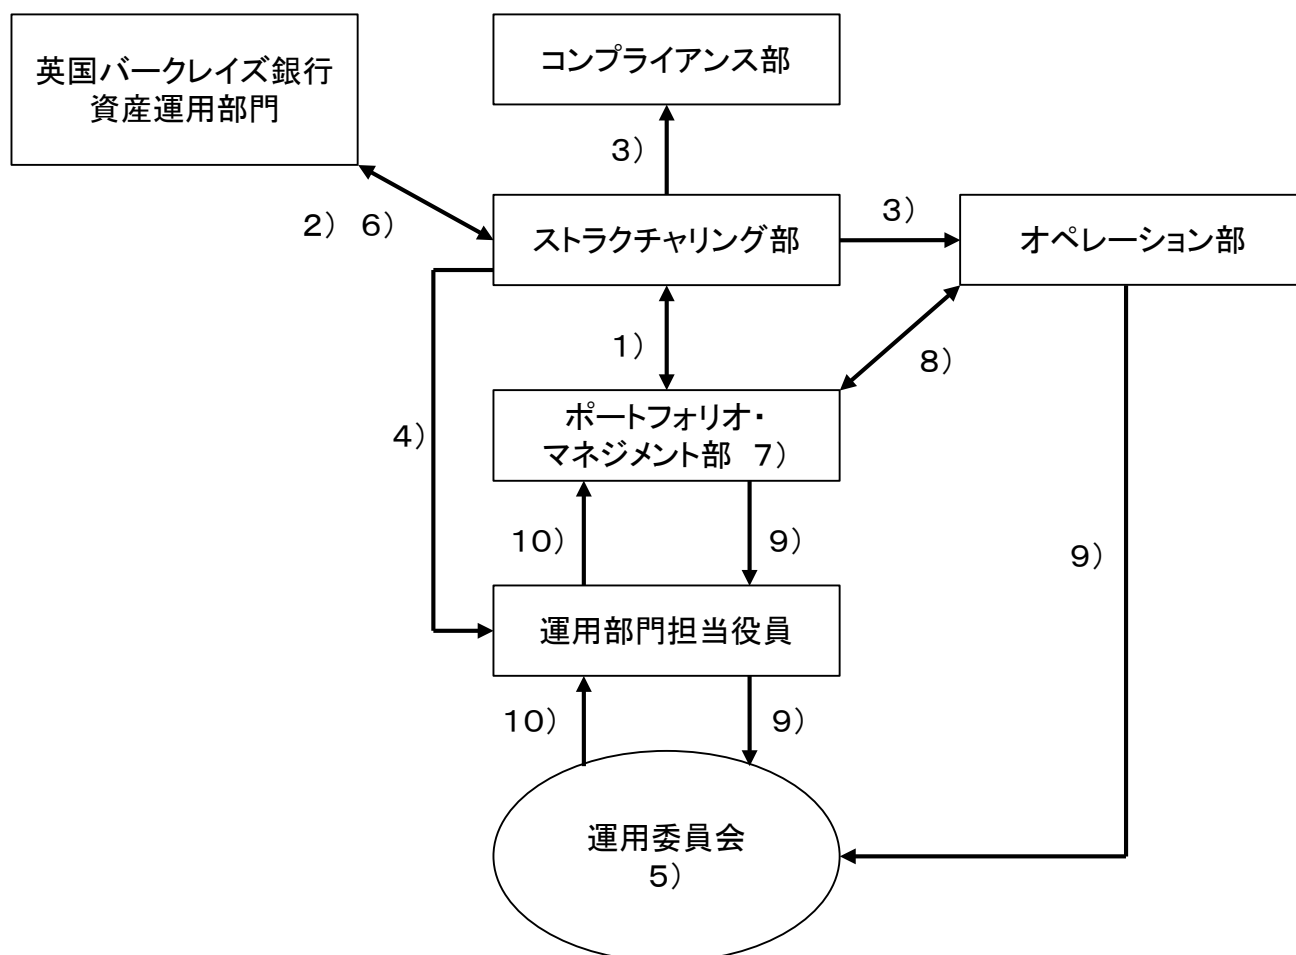 英国バークレイズ銀行
資産運用部門
コンプライアンス部
3）
2） 6）
ストラクチャリング部
3）
オペレーション部
1）
8）
4）
ポートフォリオ・
マネジメント部 7）
10）
9）
9）
運用部門担当役員
10）
9）
運用委員会
5）